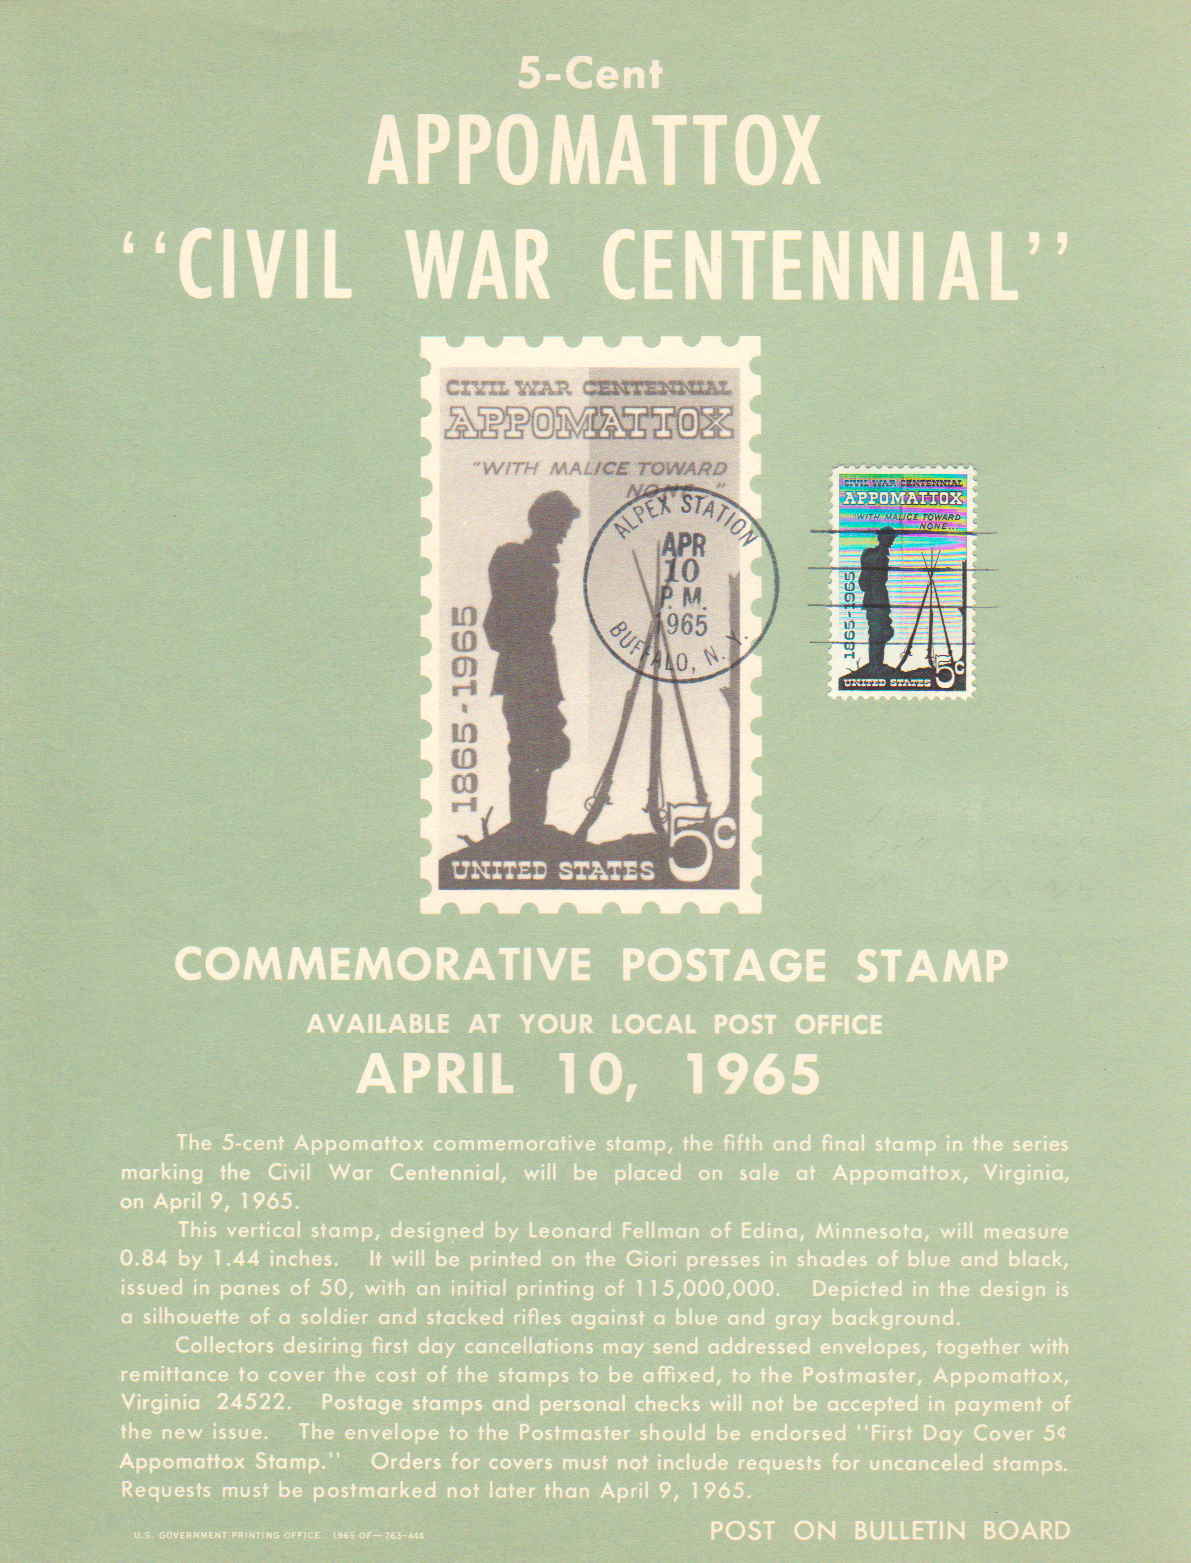 5-Cent
APPOMATTOX
‘‘CIVIL WAR CENTENNIAL’’
CIVIL WAR CENTENNIAL
APPOMATTOX
"WITH MALICE TOWARD
NONE..."
1865-1965
UNITED STATES
5c
ALPEX STATION
APR
10
P. M.
1965
BUFFALO, N. Y.
CIVIL WAR CENTENNIAL
APPOMATTOX
"WITH MALICE TOWARD
NONE..."
1865-1965
UNITED STATES
5c
COMMEMORATIVE POSTAGE STAMP
AVAILABLE AT YOUR LOCAL POST OFFICE
APRIL 10, 1965
The 5-cent Appomattox commemorative stamp, the fifth and final stamp in the series
marking the Civil War Centennial, will be placed on sale at Appomattox, Virginia,
on April 9, 1965.
This vertical stamp, designed by Leonard Fellman of Edina, Minnesota, will measure
0.84 by 1.44 inches. It will be printed on the Giori presses in shades of blue and black,
issued in panes of 50, with an initial printing of 115,000,000. Depicted in the design is
a silhouette of a soldier and stacked rifles against a blue and gray background.
Collectors desiring first day cancellations may send addressed envelopes, together with
remittance to cover the cost of the stamps to be affixed, to the Postmaster, Appomattox,
Virginia 24522. Postage stamps and personal checks will not be accepted in payment of
the new issue. The envelope to the Postmaster should be endorsed ''First Day Cover 5¢
Appomattox Stamp.'' Orders for covers must not include requests for uncanceled stamps.
Requests must be postmarked not later than April 9, 1965.
U.S. GOVERNMENT PRINTING OFFICE 1965 OF—763-444
POST ON BULLETIN BOARD